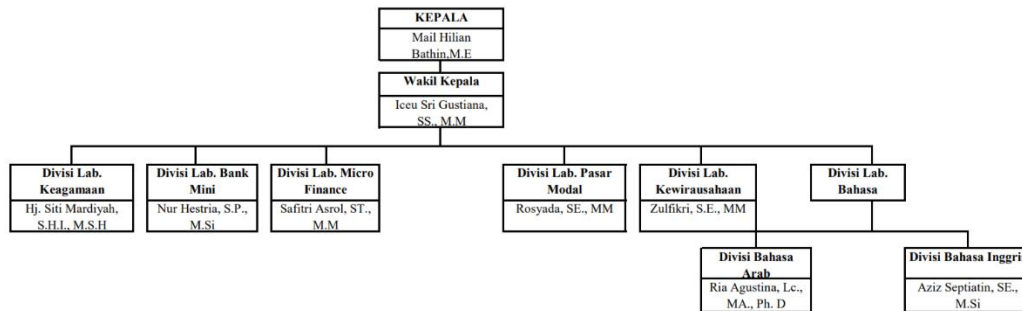 KEPALA
Mail Hilian
Bathin,M.E
Wakil Kepala
Iceu Sri Gustiana,
SS., M.M
Divisi Lab.
Keagamaan
Hj. Siti Mardiyah,
S.H.I., M.S.H
Divisi Lab. Bank
Mini
Nur Hestria, S.P.,
M.Si
Divisi Lab. Micro
Finance
Safitri Asrol, ST.,
M.M
Divisi Lab. Pasar
Modal
Rosyada, SE., MM
Divisi Lab.
Kewirausahaan
Zulfikri, S.E., MM
Divisi Lab.
Bahasa
Divisi Bahasa
Arab
Ria Agustina, Lc.,
MA., Ph. D
Divisi Bahasa Inggris
Aziz Septiatin, SE.,
M.Si